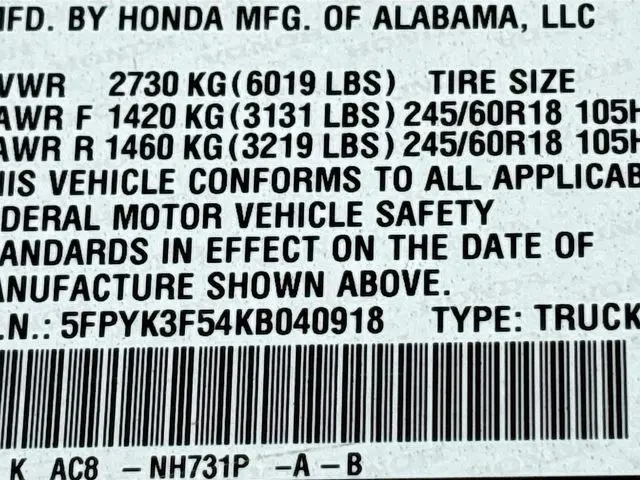 MFD. BY HONDA MFG. OF ALABAMA, LLC
VWR 2730 KG (6019 LBS) TIRE SIZE
AWR F 1420 KG (3131 LBS) 245/60R18 105H
AWR R 1460 KG (3219 LBS) 245/60R18 105H
HIS VEHICLE CONFORMS TO ALL APPLICAB
DERAL MOTOR VEHICLE SAFETY
ANDARDS IN EFFECT ON THE DATE OF
ANUFACTURE SHOWN ABOVE.
.N.: 5FPYK3F54KB040918 TYPE: TRUCK
K AC8 - NH731P - A - B